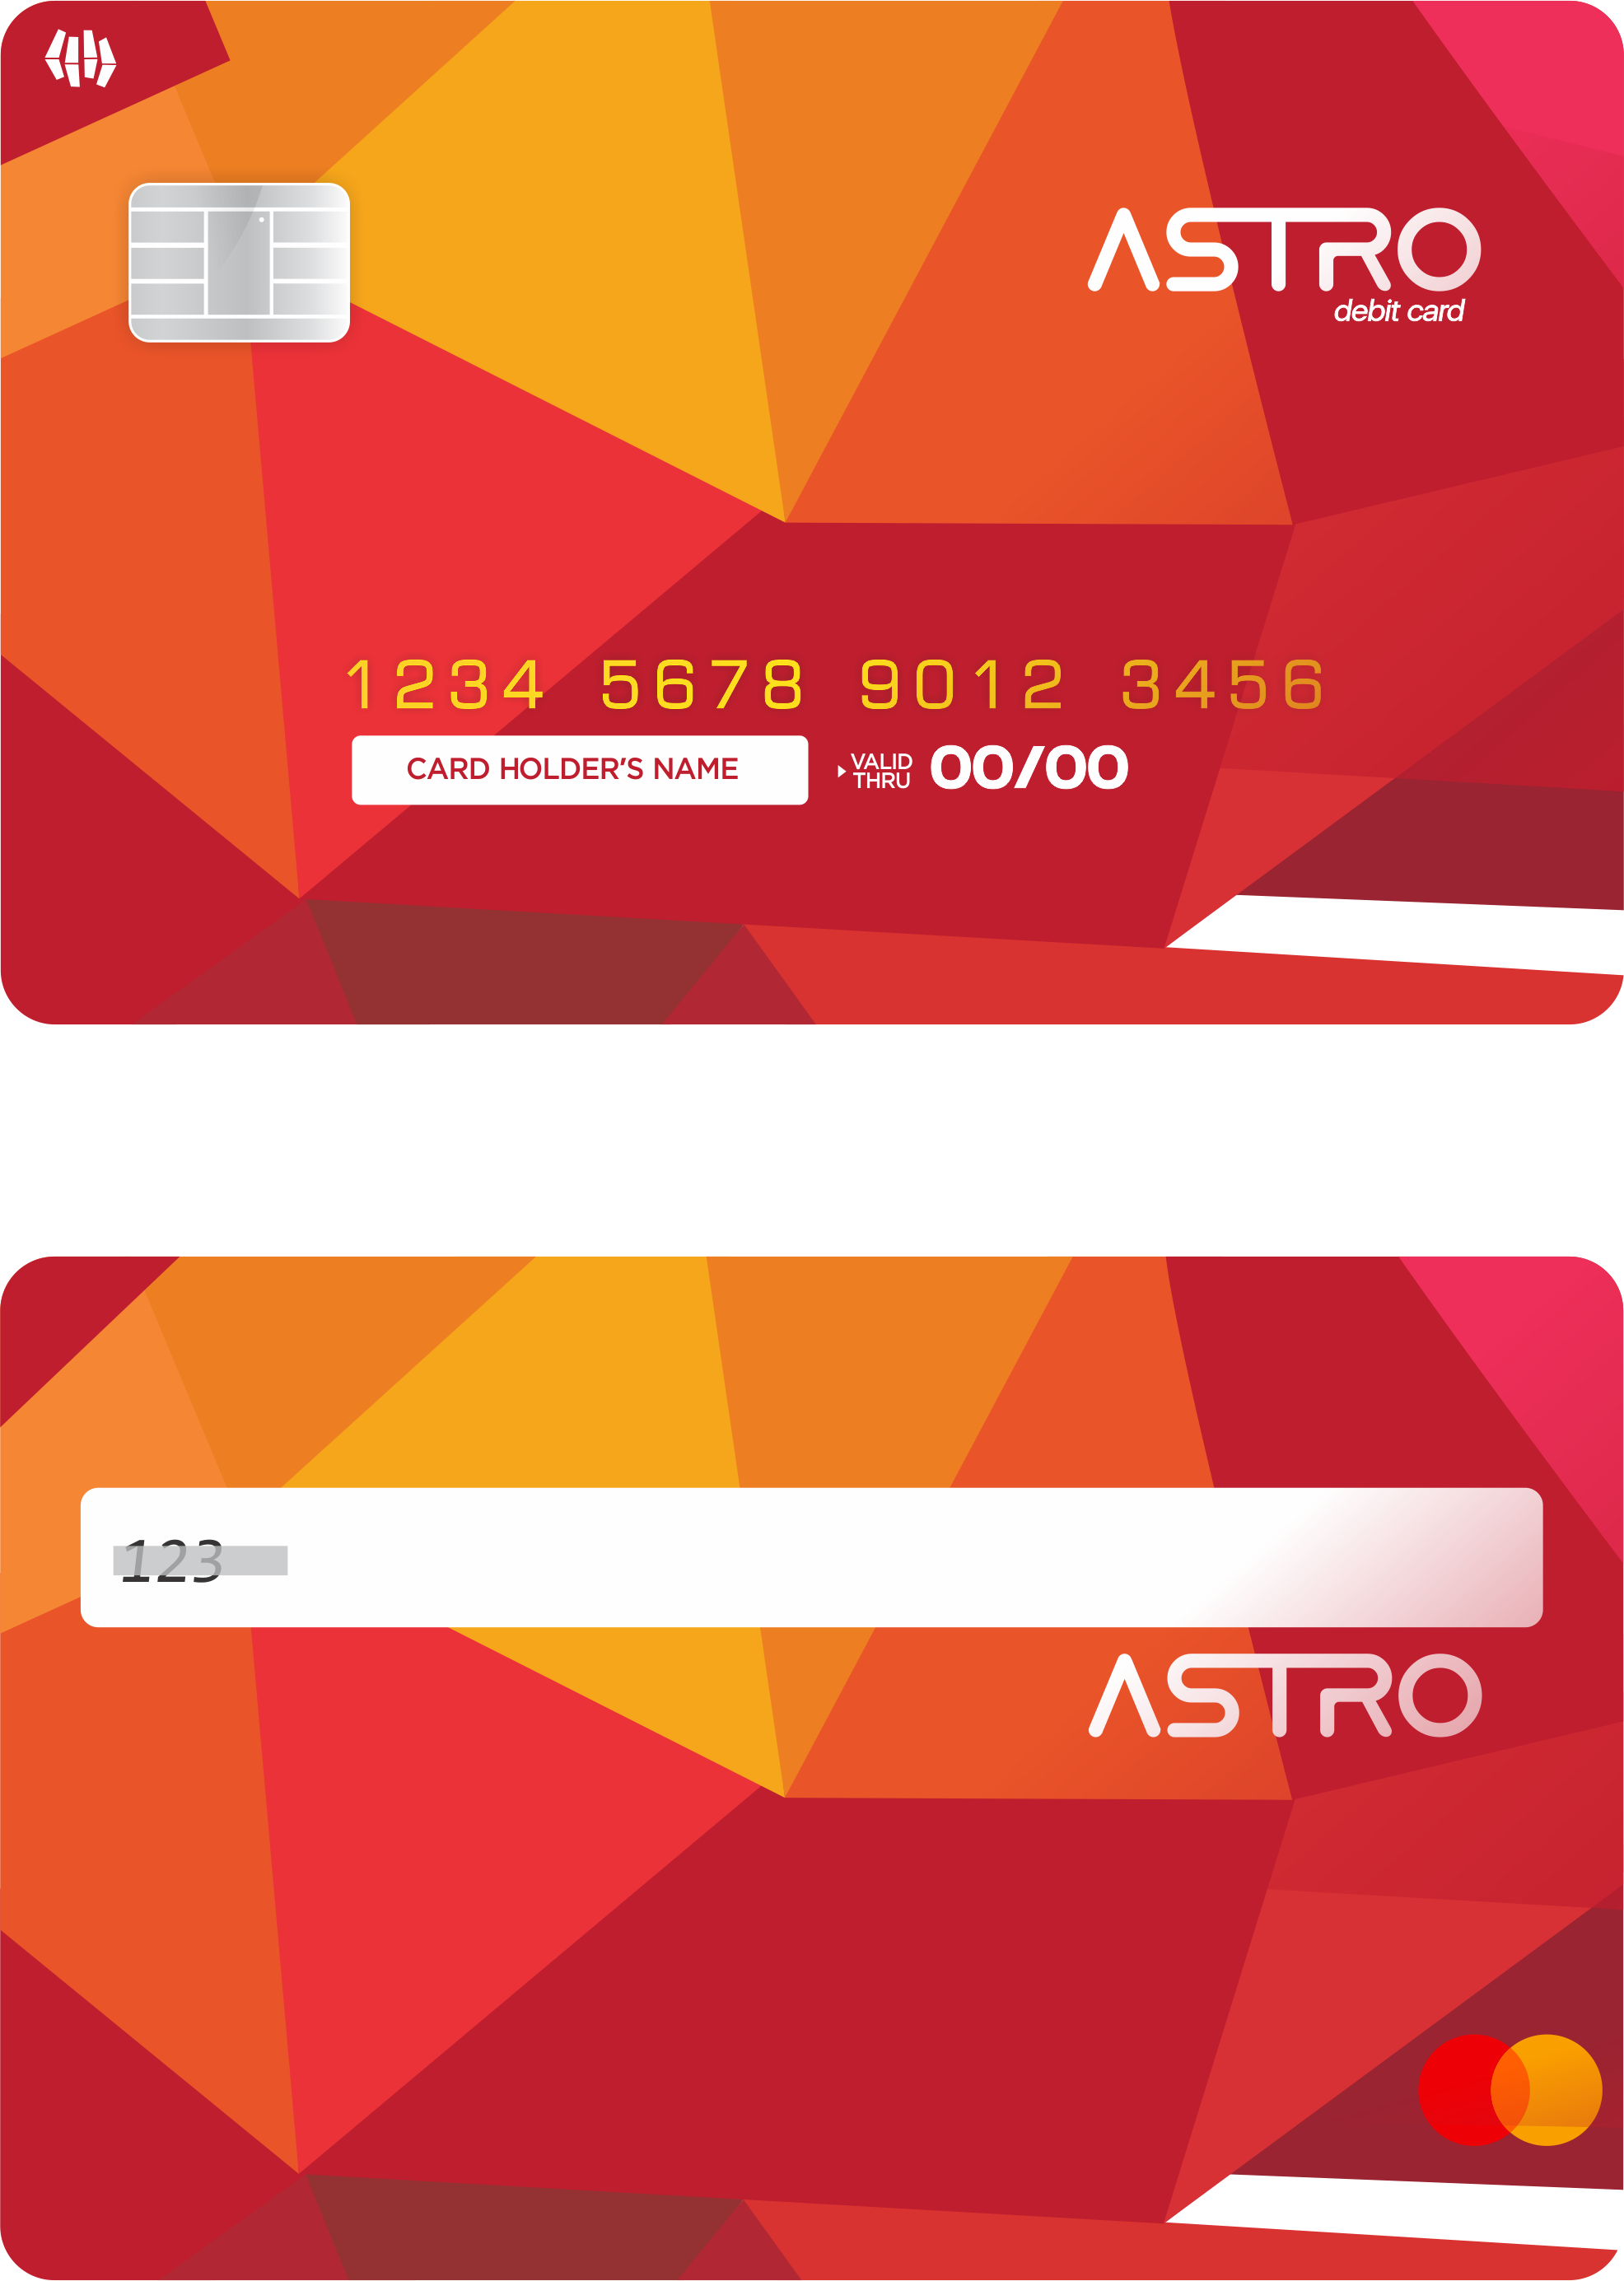 ASTRO
debit card
1234 5678 9012 3456
CARD HOLDER’S NAME
VALID
THRU
00/00
123
ASTRO